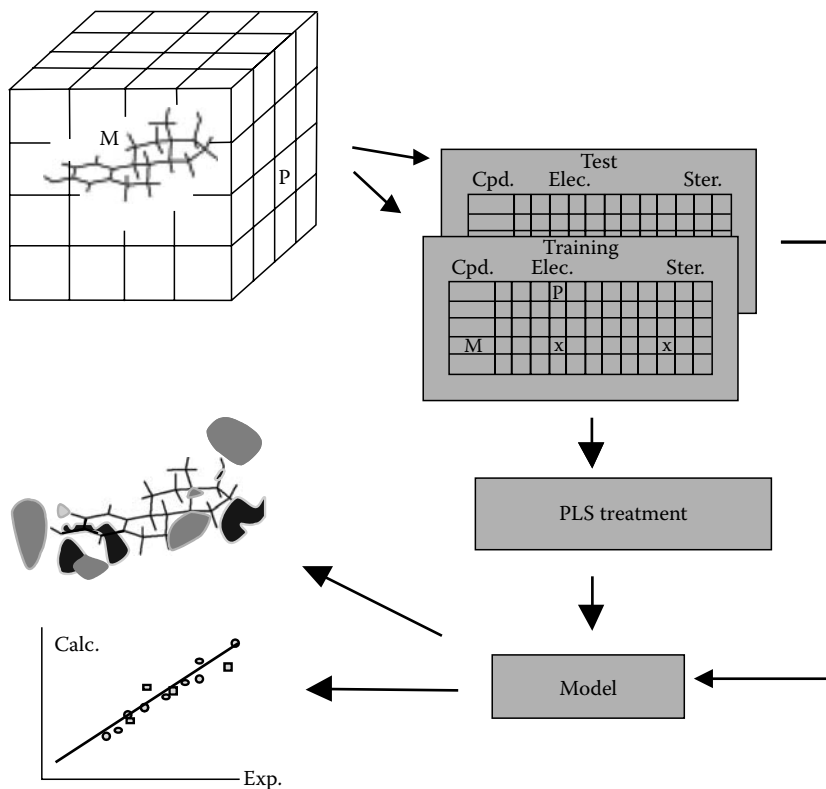 M
P
Test
Cpd. Elec. Ster.
Training
Cpd. Elec. Ster.
P
M x x
PLS treatment
Model
Calc.
Exp.